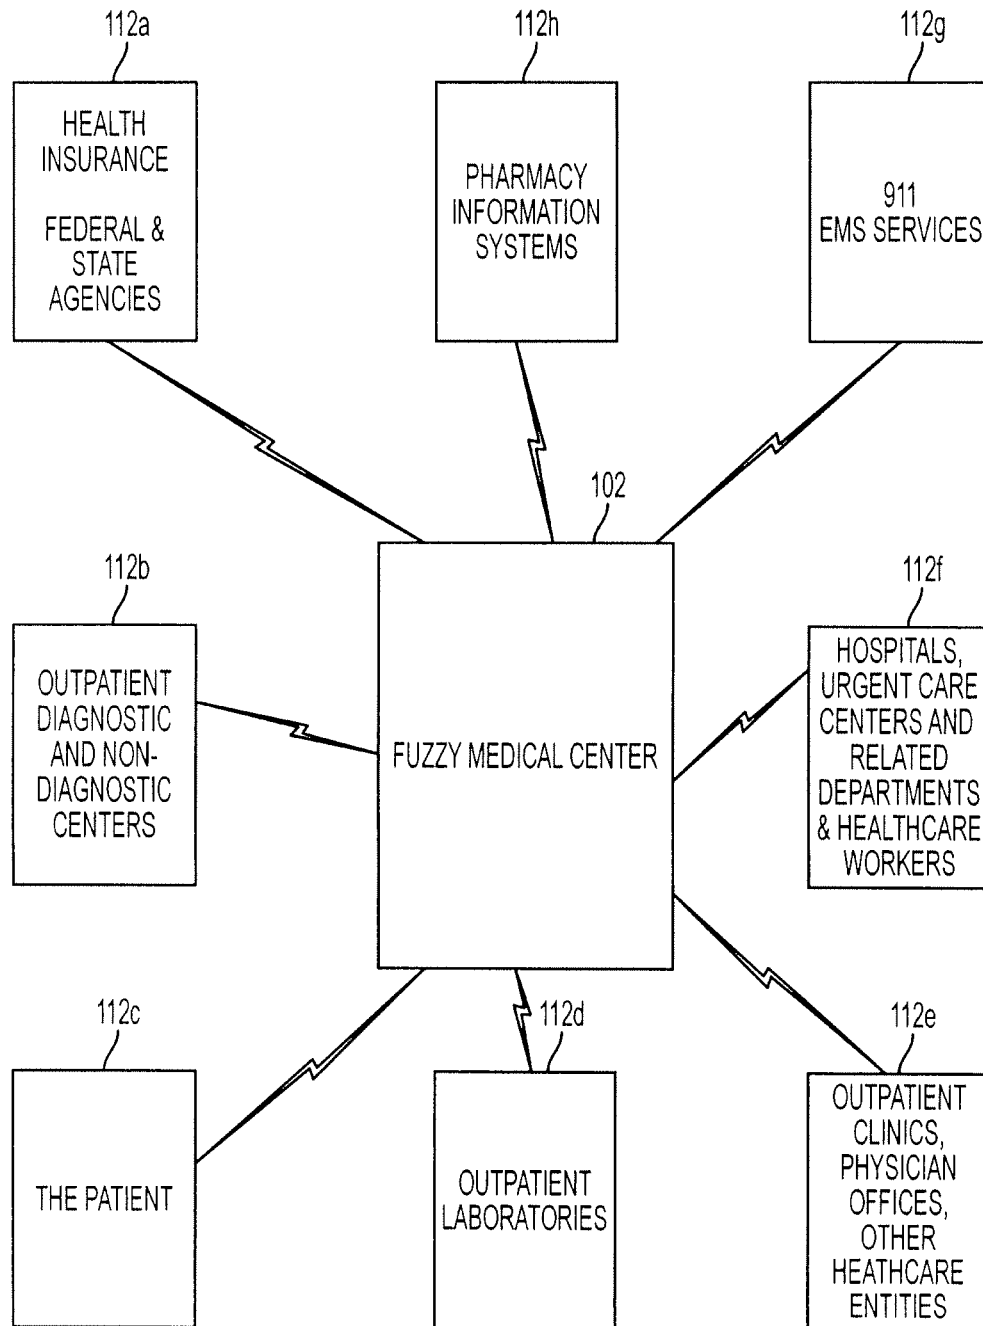 112a
112h
112g
HEALTH
INSURANCE
FEDERAL &
STATE
AGENCIES
PHARMACY
INFORMATION
SYSTEMS
911
EMS SERVICES
102
112b
112f
OUTPATIENT
DIAGNOSTIC
AND NON-
DIAGNOSTIC
CENTERS
FUZZY MEDICAL CENTER
HOSPITALS,
URGENT CARE
CENTERS AND
RELATED
DEPARTMENTS
& HEALTHCARE
WORKERS
112c
112d
112e
THE PATIENT
OUTPATIENT
LABORATORIES
OUTPATIENT
CLINICS,
PHYSICIAN
OFFICES,
OTHER
HEATHCARE
ENTITIES